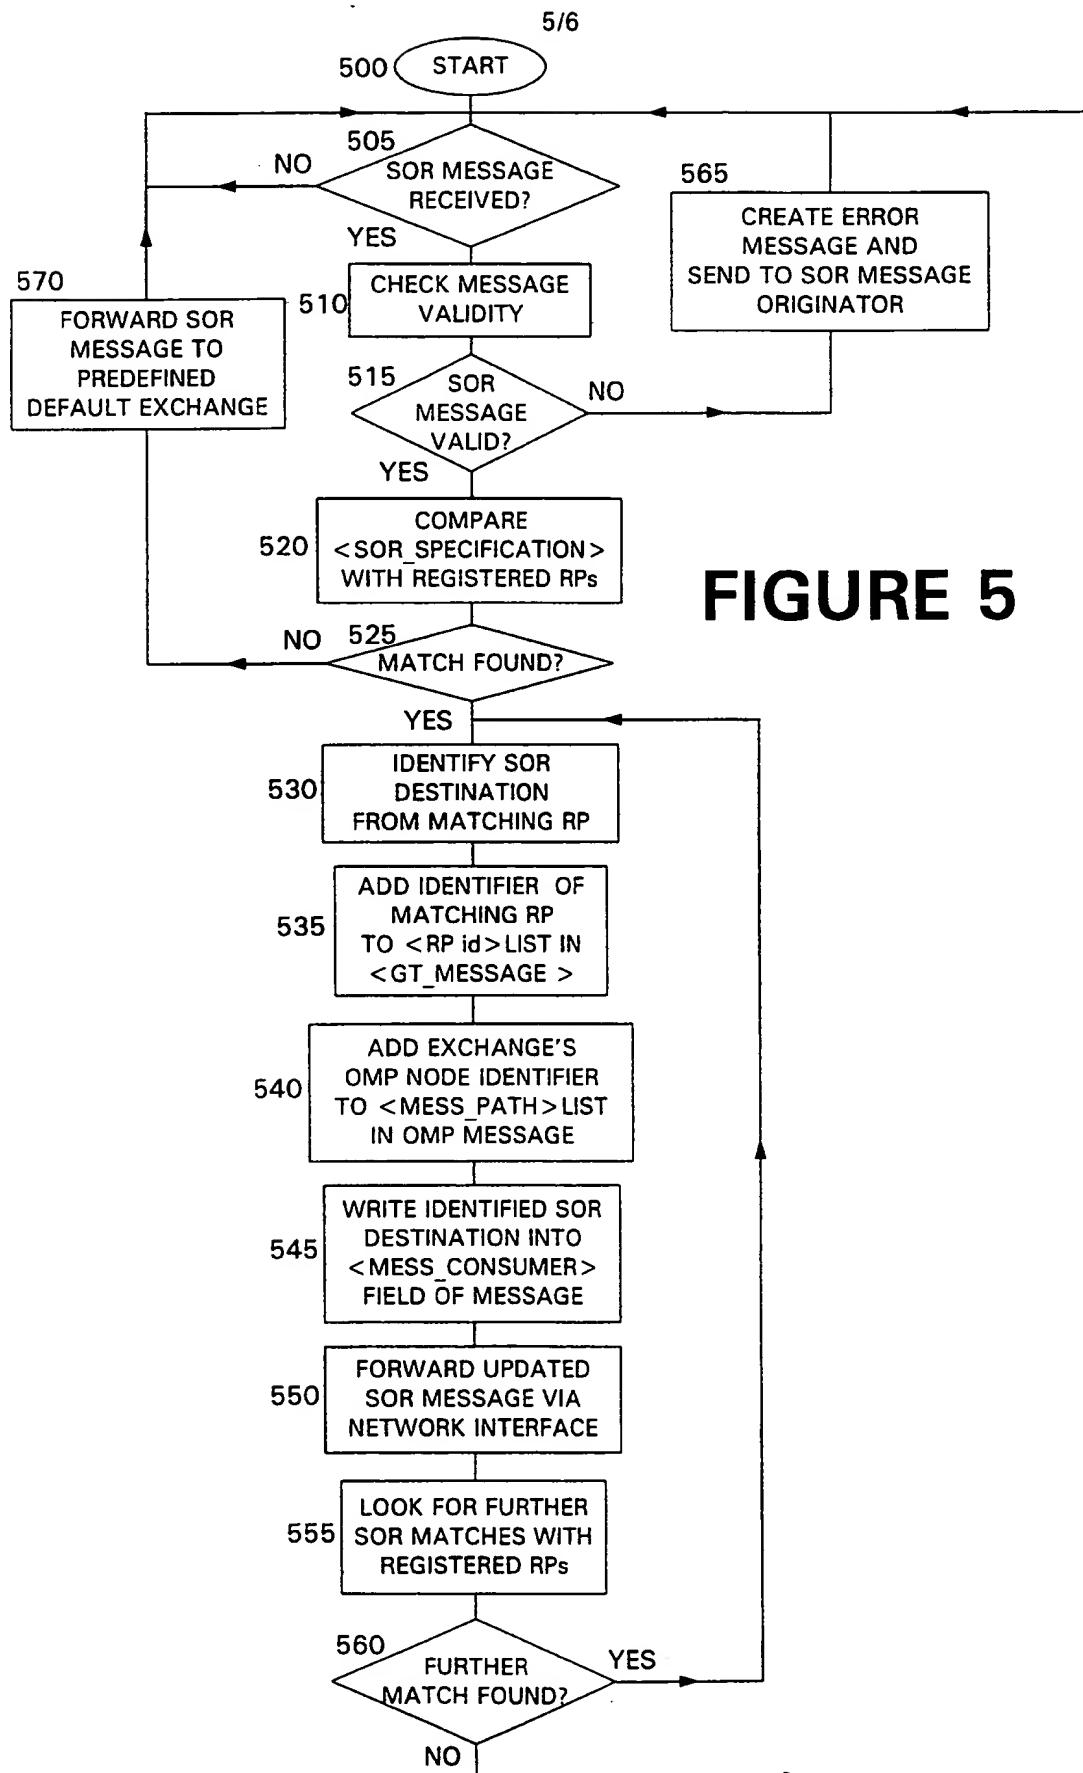 5/6
500
START
505
SOR MESSAGE
RECEIVED?
NO
YES
565
CREATE ERROR
MESSAGE AND
SEND TO SOR MESSAGE
ORIGINATOR
570
FORWARD SOR
MESSAGE TO
PREDEFINED
DEFAULT EXCHANGE
510
CHECK MESSAGE
VALIDITY
515
SOR
MESSAGE
VALID?
NO
YES
520
COMPARE
<SOR_SPECIFICATION>
WITH REGISTERED RPs
FIGURE 5
525
MATCH FOUND?
NO
YES
530
IDENTIFY SOR
DESTINATION
FROM MATCHING RP
535
ADD IDENTIFIER OF
MATCHING RP
TO <RP id> LIST IN
<GT_MESSAGE >
540
ADD EXCHANGE'S
OMP NODE IDENTIFIER
TO <MESS_PATH> LIST
IN OMP MESSAGE
545
WRITE IDENTIFIED SOR
DESTINATION INTO
<MESS_CONSUMER>
FIELD OF MESSAGE
550
FORWARD UPDATED
SOR MESSAGE VIA
NETWORK INTERFACE
555
LOOK FOR FURTHER
SOR MATCHES WITH
REGISTERED RPs
560
FURTHER
MATCH FOUND?
YES
NO